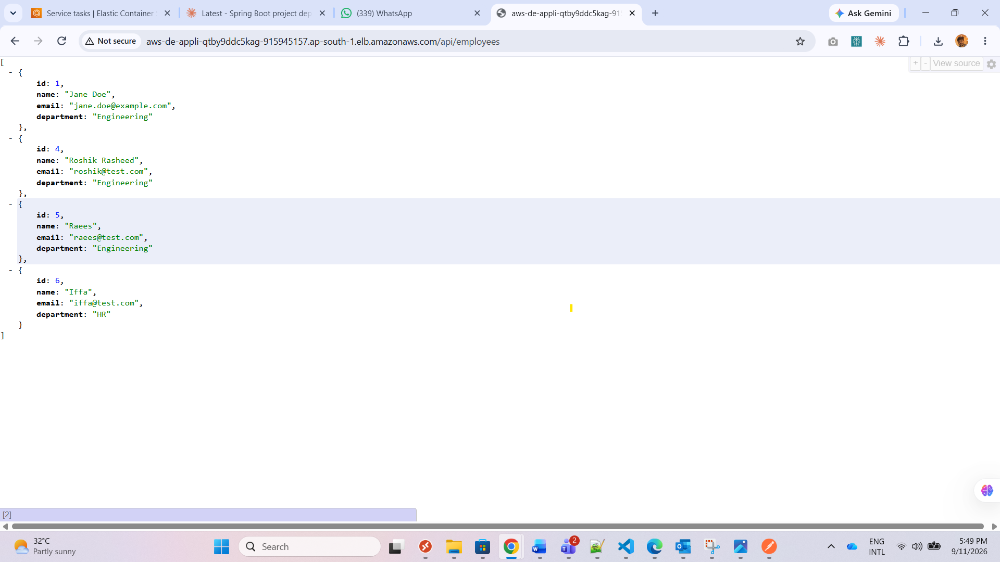 Service tasks | Elastic Container
Latest - Spring Boot project dep
(339) WhatsApp
aws-de-appli-qtby9ddc5kag-91
Ask Gemini
Not secure
aws-de-appli-qtby9ddc5kag-915945157.ap-south-1.elb.amazonaws.com/api/employees
+ - View source
[
- {
id: 1,
name: "Jane Doe",
email: "jane.doe@example.com",
department: "Engineering"
},
- {
id: 4,
name: "Roshik Rasheed",
email: "roshik@test.com",
department: "Engineering"
},
- {
id: 5,
name: "Raees",
email: "raees@test.com",
department: "Engineering"
},
- {
id: 6,
name: "Iffa",
email: "iffa@test.com",
department: "HR"
}
]
[2]
32°C
Partly sunny
Search
2
ENG
INTL
5:49 PM
9/11/2026